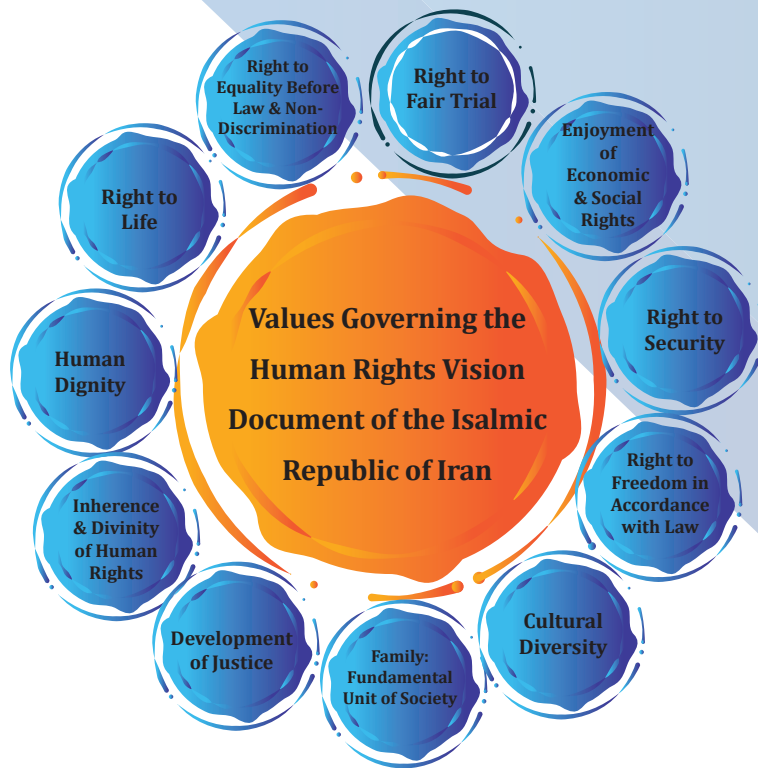 Values Governing the
Human Rights Vision
Document of the Isalmic
Republic of Iran
Right to
Fair Trial
Enjoyment
of
Economic
& Social
Rights
Right to
Security
Right to
Freedom in
Accordance
with Law
Cultural
Diversity
Family:
Fundamental
Unit of Society
Development
of Justice
Inherence
& Divinity
of Human
Rights
Human
Dignity
Right to
Life
Right to
Equality Before
Law & Non-
Discrimination